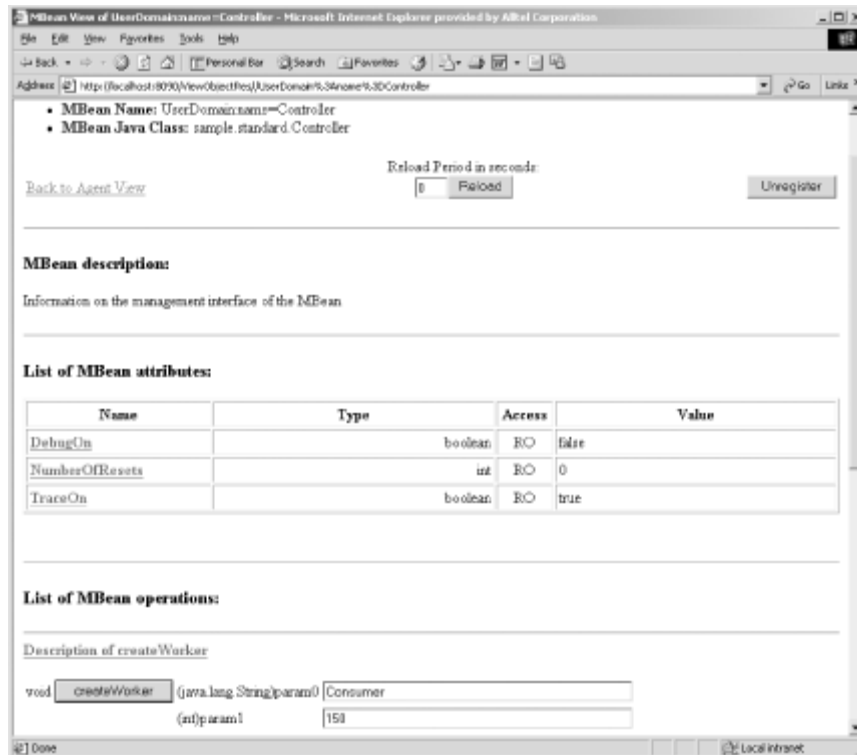 MBean View of UserDomain:name=Controller - Microsoft Internet Explorer provided by Alltel Corporation
File Edit View Favorites Tools Help
Back Personal Bar Search Favorites
Address http://localhost:8090/ViewObjectRes//UserDomain%3Aname%3DController Go Links
• MBean Name: UserDomain:name=Controller
• MBean Java Class: sample.standard.Controller
Reload Period in seconds:
Back to Agent View 0 Reload Unregister
MBean description:
Information on the management interface of the MBean
List of MBean attributes:
Name Type Access Value
DebugOn boolean RO false
NumberOfResets int RO 0
TraceOn boolean RO true
List of MBean operations:
Description of createWorker
void createWorker (java.lang.String)param0 Consumer
(int)param1 150
Done Local intranet